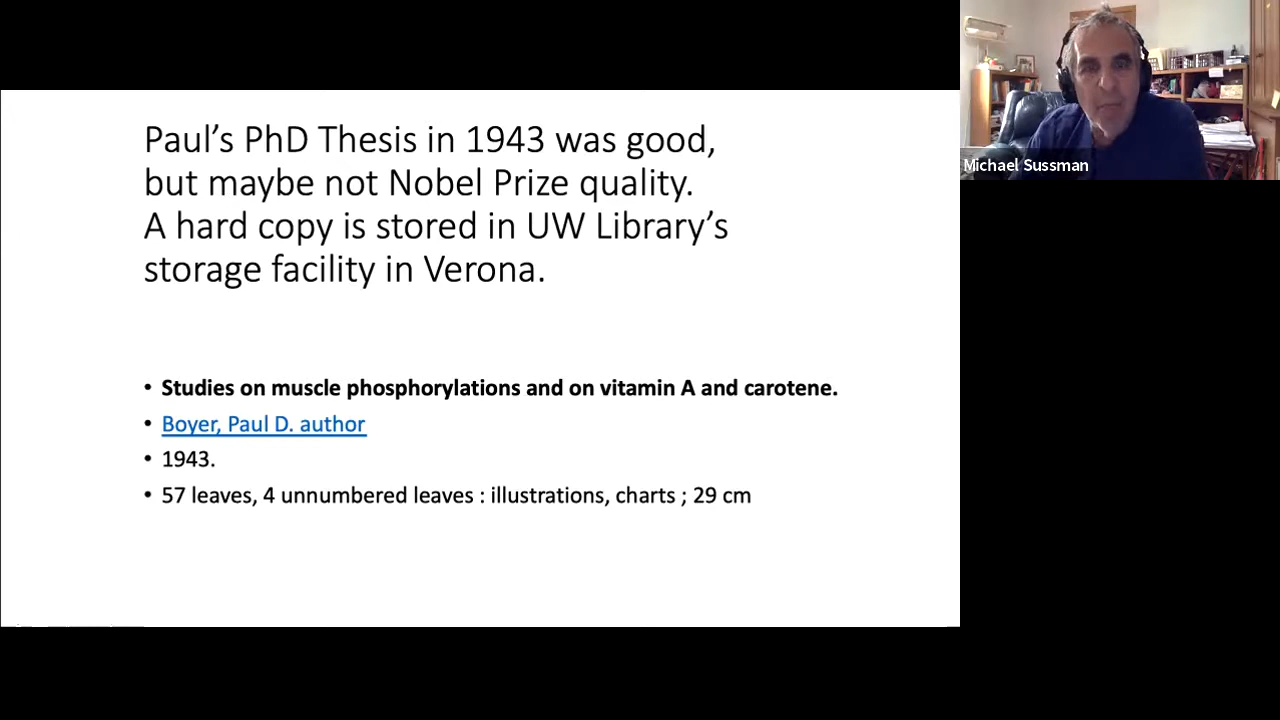 Paul’s PhD Thesis in 1943 was good,
but maybe not Nobel Prize quality.
A hard copy is stored in UW Library’s
storage facility in Verona.
• Studies on muscle phosphorylations and on vitamin A and carotene.
• Boyer, Paul D. author
• 1943.
• 57 leaves, 4 unnumbered leaves : illustrations, charts ; 29 cm
Michael Sussman